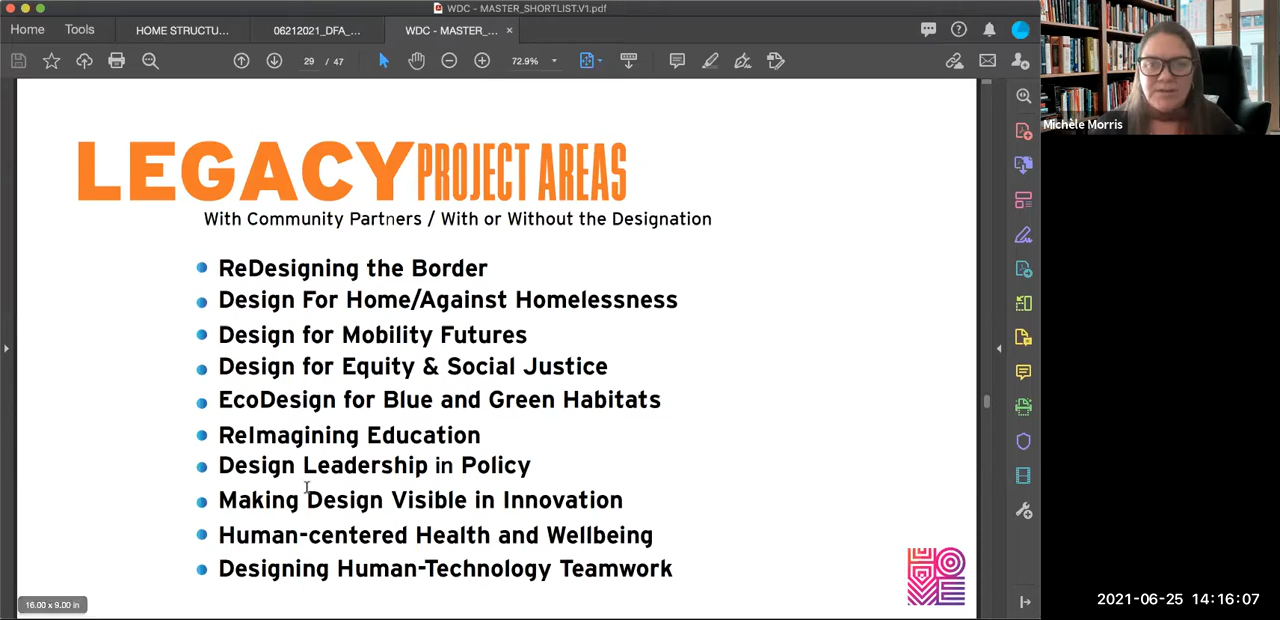 WDC - MASTER_SHORTLIST.V1.pdf
Home
Tools
HOME STRUCTU...
06212021_DFA_...
WDC - MASTER_...
29 / 47
72.9%
Michèle Morris
LEGACY PROJECT AREAS
With Community Partners / With or Without the Designation
ReDesigning the Border
Design For Home/Against Homelessness
Design for Mobility Futures
Design for Equity & Social Justice
EcoDesign for Blue and Green Habitats
ReImagining Education
Design Leadership in Policy
Making Design Visible in Innovation
Human-centered Health and Wellbeing
Designing Human-Technology Teamwork
HOME
16.00 x 9.00 in
2021-06-25 14:16:07